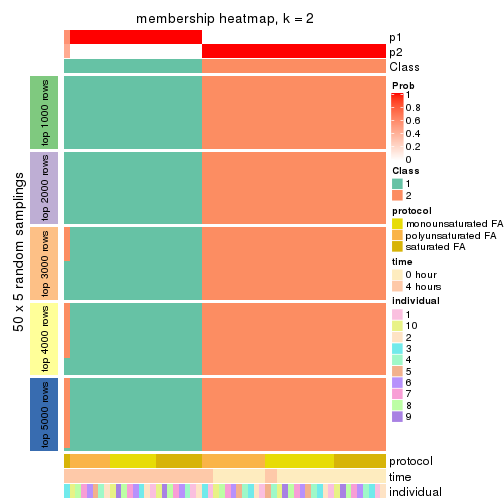 membership heatmap, k = 2
p1
p2
Class
50 x 5 random samplings
top 1000 rows
top 2000 rows
top 3000 rows
top 4000 rows
top 5000 rows
protocol
time
individual
Prob
1
0.8
0.6
0.4
0.2
0
Class
1
2
protocol
monounsaturated FA
polyunsaturated FA
saturated FA
time
0 hour
4 hours
individual
1
10
2
3
4
5
6
7
8
9